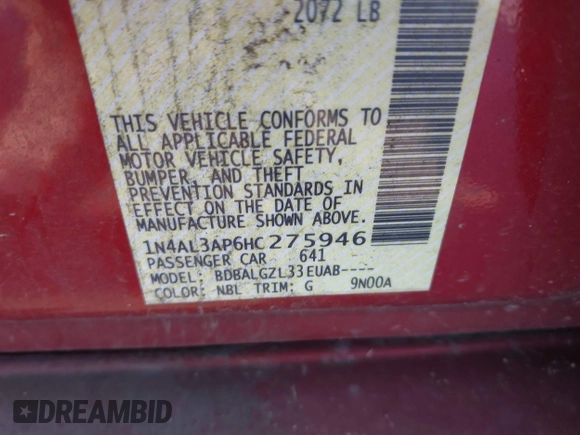 2072 LB
THIS VEHICLE CONFORMS TO
ALL APPLICABLE FEDERAL
MOTOR VEHICLE SAFETY,
BUMPER, AND THEFT
PREVENTION STANDARDS IN
EFFECT ON THE DATE OF
MANUFACTURE SHOWN ABOVE.
1N4AL3AP6HC275946
PASSENGER CAR 641
MODEL: BDBALGZL33EUAB----
COLOR: NBL TRIM: G 9N00A
DREAMBID